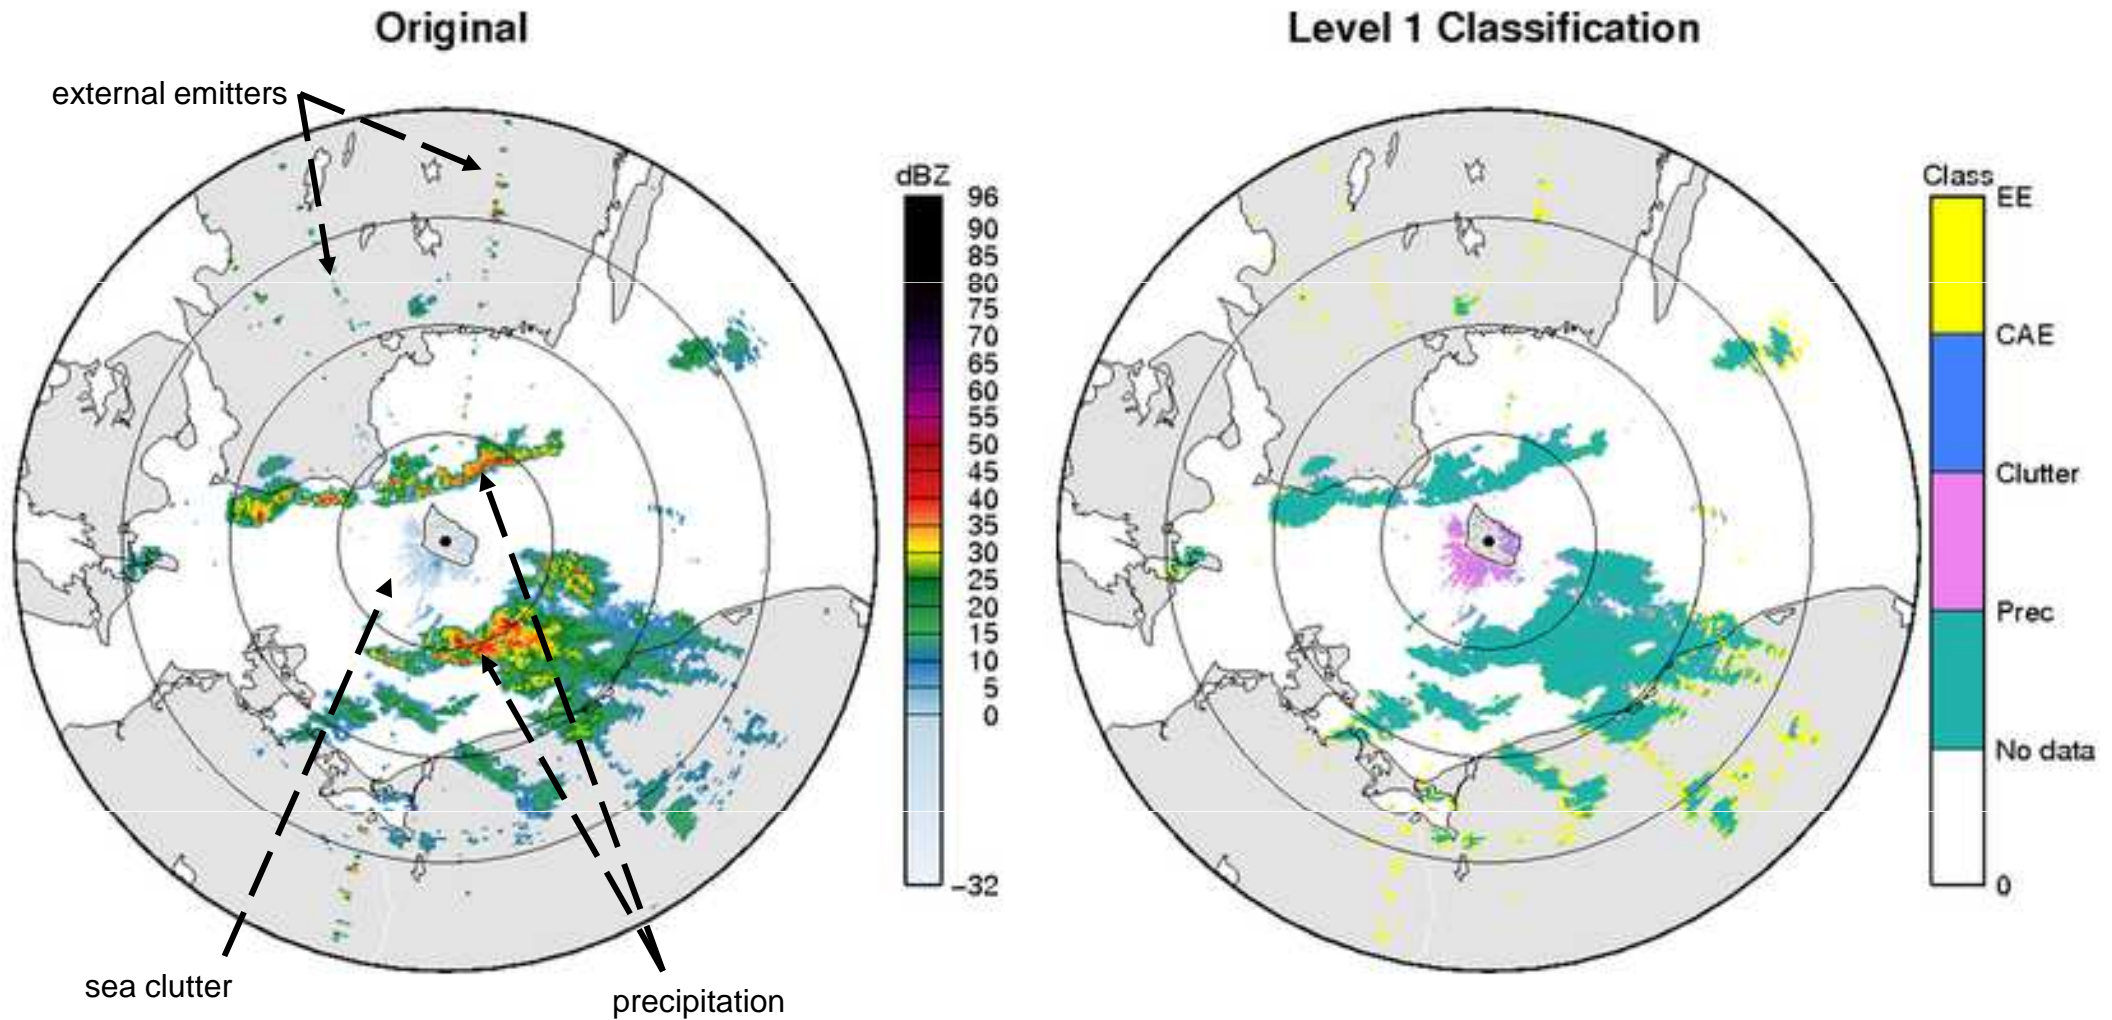 Original
Level 1 Classification
external emitters
dBZ
96
90
85
80
75
70
65
60
55
50
45
40
35
30
25
20
15
10
5
0
-32
Class
EE
CAE
Clutter
Prec
No data
0
sea clutter
precipitation